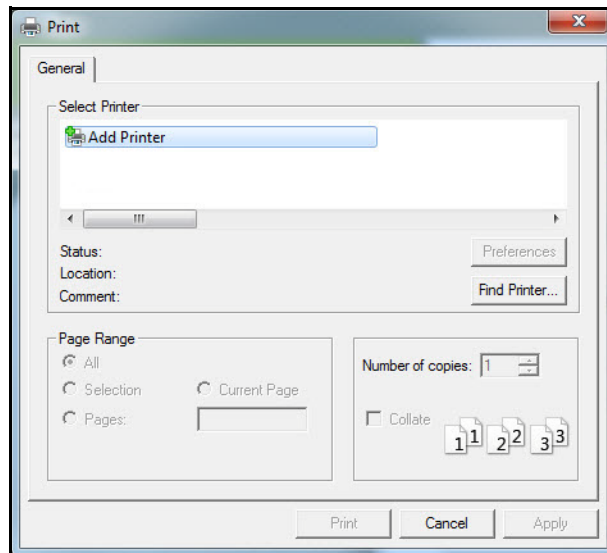 Print
General
Select Printer
Add Printer
Status:
Preferences
Location:
Comment:
Find Printer...
Page Range
All
Selection
Current Page
Pages:
Number of copies: 1
Collate
1 1 2 2 3 3
Print
Cancel
Apply